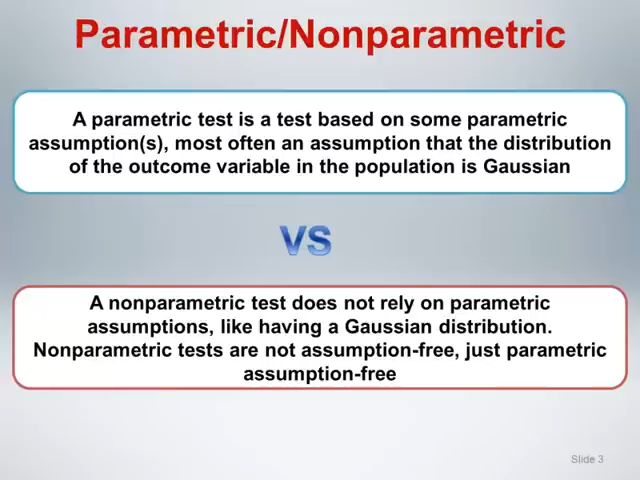 Parametric/Nonparametric
A parametric test is a test based on some parametric
assumption(s), most often an assumption that the distribution
of the outcome variable in the population is Gaussian
VS
A nonparametric test does not rely on parametric
assumptions, like having a Gaussian distribution.
Nonparametric tests are not assumption-free, just parametric
assumption-free
Slide 3